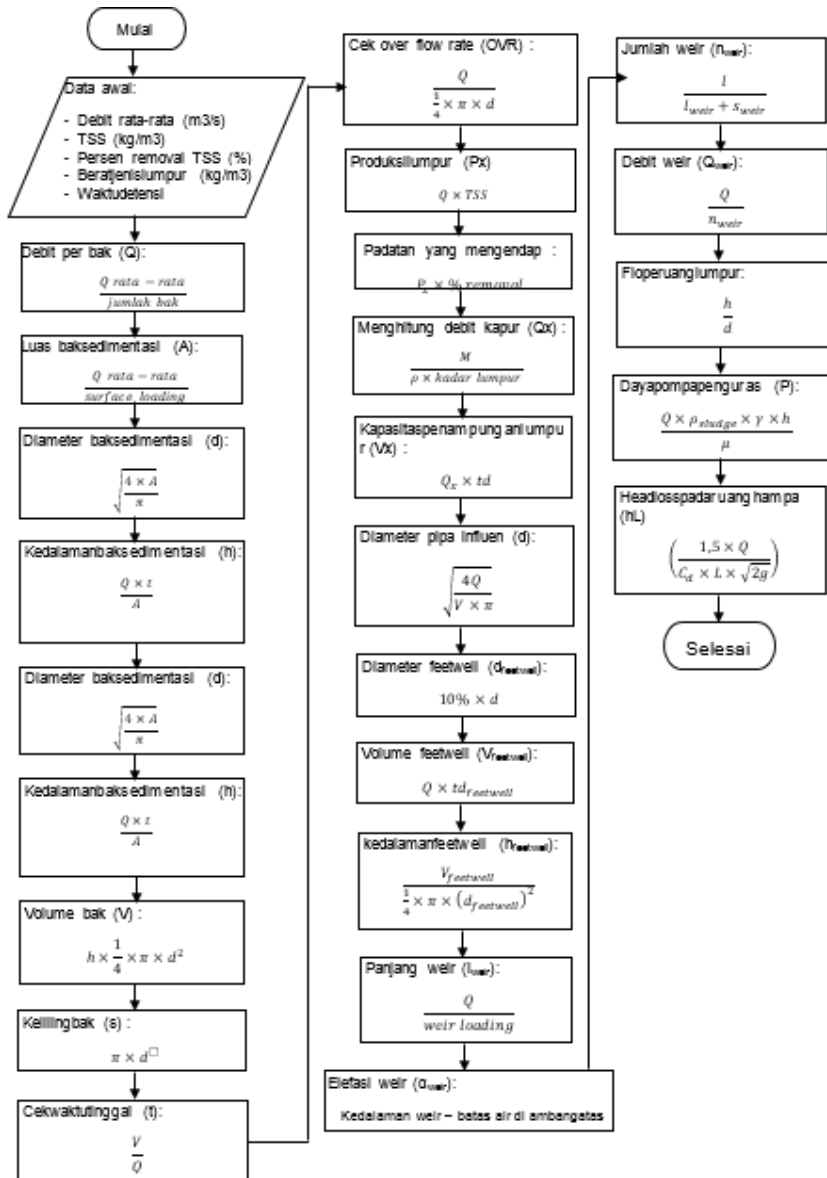 Mulai
Data awal:
- Debit rata-rata (m3/s)
- TSS (kg/m3)
- Persen removal TSS (%)
- Beratjenislumpur (kg/m3)
- Waktudetensi
Debit per bak (Q):
Q rata − rata
jumlah bak
Luas baksedimentasi (A):
Q rata − rata
surface loading
Diameter baksedimentasi (d):
√(4 × A / π)
Kedalamanbaksedimentasi (h):
Q × t
A
Diameter baksedimentasi (d):
√(4 × A / π)
Kedalamanbaksedimentasi (h):
Q × t
A
Volume bak (V) :
h × 1/4 × π × d²
Kelilingbak (s) :
π × d□
Cekwaktutinggal (t):
V
Q
Cek over flow rate (OVR) :
Q
1/4 × π × d
Produksilumpur (Px)
Q × TSS
Padatan yang mengendap :
Pₓ × % removal
Menghitung debit kapur (Qx) :
M
ρ × kadar lumpur
Kapasitaspenampunganlumpu
r (Vx) :
Qₓ × td
Diameter pipa influen (d):
√(4Q / V × π)
Diameter feetwell (dfeetwel):
10% × d
Volume feetwell (Vfeetwel):
Q × tdfeetwell
kedalamanfeetwell (hfeetwel):
Vfeetwell
1/4 × π × (dfeetwell)²
Panjang weir (lweir):
Q
weir loading
Elefasi weir (αweir):
Kedalaman weir – batas air di ambangatas
Jumlah weir (nweir):
l
lweir + sweir
Debit weir (Qweir):
Q
nweir
Floperuanglumpur:
h
d
Dayapompapenguras (P):
Q × ρsludge × γ × h
μ
Headlosspadaruang hampa
(hL)
(1,5 × Q / Cd × L × √2g)
Selesai